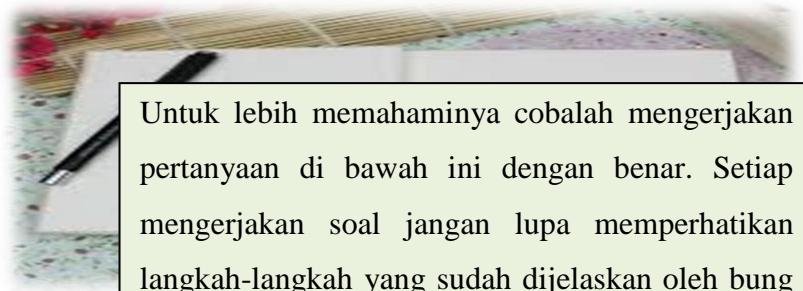 Untuk lebih memahaminya cobalah mengerjakan
pertanyaan di bawah ini dengan benar. Setiap
mengerjakan soal jangan lupa memperhatikan
langkah-langkah yang sudah dijelaskan oleh bung